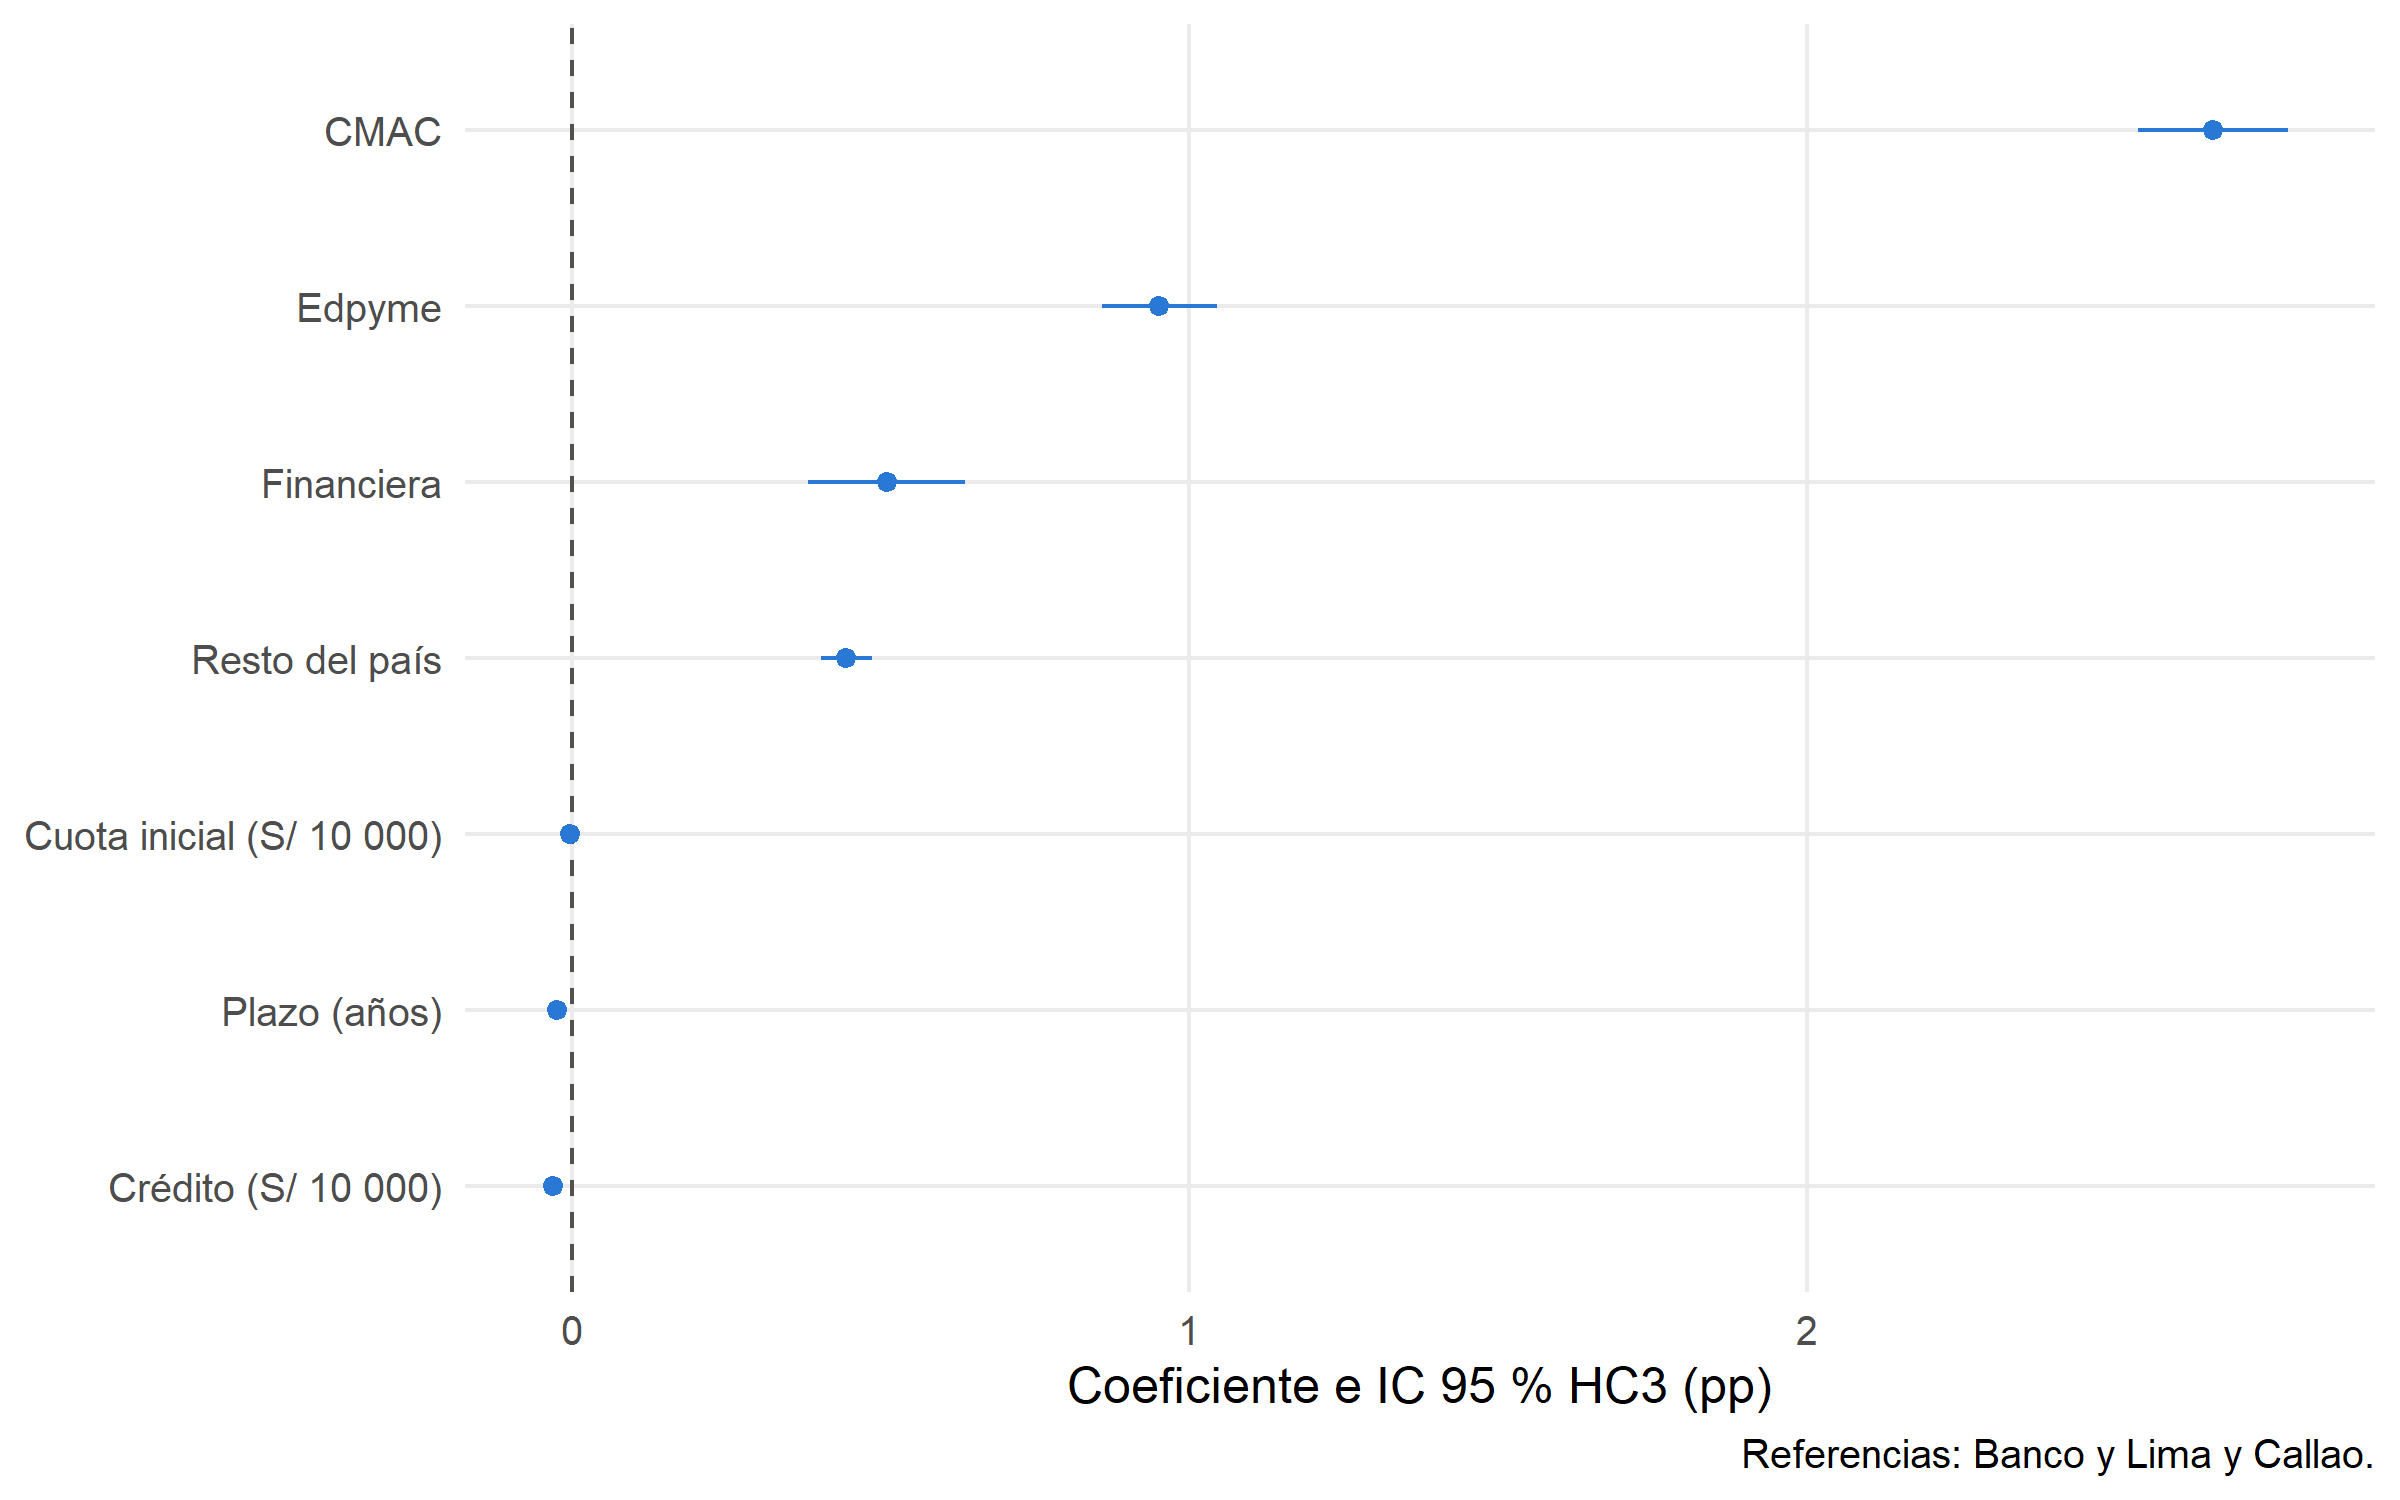 CMAC
Edpyme
Financiera
Resto del país
Cuota inicial (S/ 10 000)
Plazo (años)
Crédito (S/ 10 000)
0 1 2
Coeficiente e IC 95 % HC3 (pp)
Referencias: Banco y Lima y Callao.